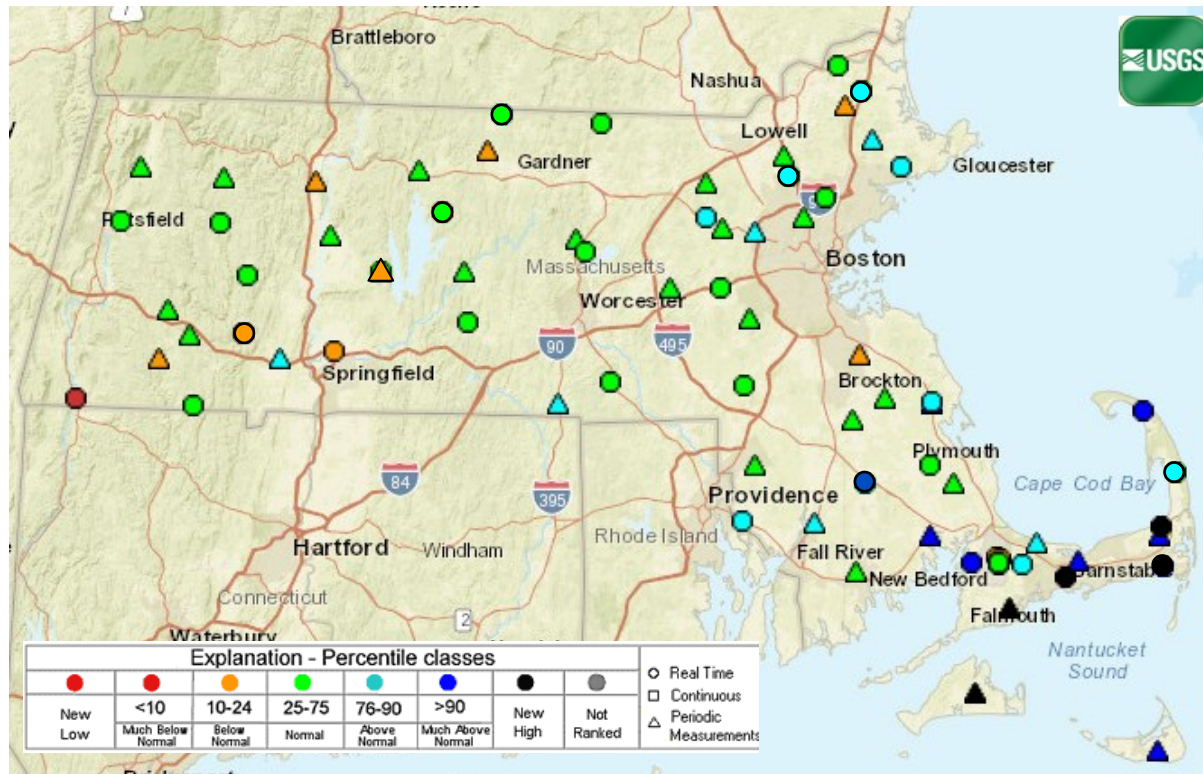 7
Brattleboro
Nashua
USGS
Lowell
Gardner
Gloucester
Pittsfield
Boston
Massachusetts
Worcester
90
495
Springfield
Brockton
84
395
Plymouth
Cape Cod Bay
Providence
Rhode Island
Hartford
Windham
Fall River
New Bedford
Barnstable
Connecticut
2
Falmouth
Waterbury
Nantucket
Sound
Explanation - Percentile classes
New Low
<10
Much Below Normal
10-24
Below Normal
25-75
Normal
76-90
Above Normal
>90
Much Above Normal
New High
Not Ranked
Real Time
Continuous
Periodic
Measurements